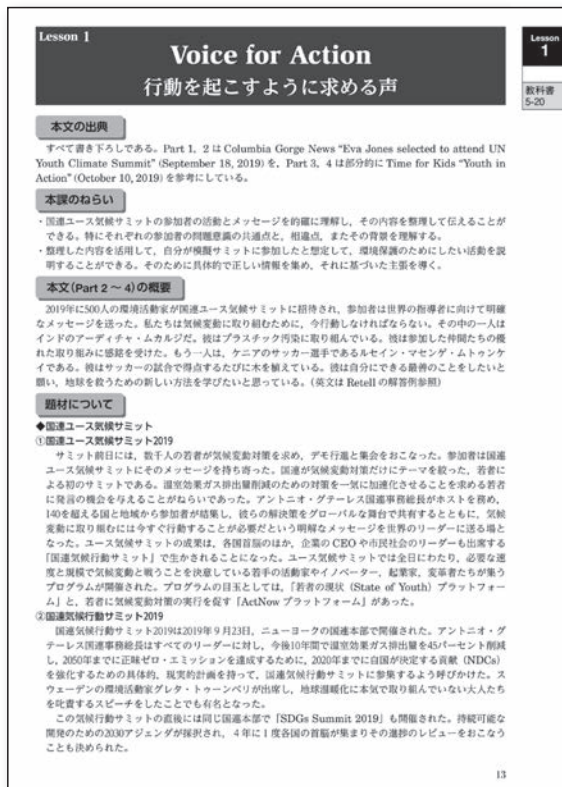 Lesson 1
Voice for Action
行動を起こすように求める声
Lesson
1
教科書
5-20
本文の出典
すべて書き下ろしである。Part 1, 2 は Columbia Gorge News “Eva Jones selected to attend UN
Youth Climate Summit” (September 18, 2019) を，Part 3, 4 は部分的に Time for Kids “Youth in
Action” (October 10, 2019) を参考にしている。
本課のねらい
・国連ユース気候サミットの参加者の活動とメッセージを的確に理解し，その内容を整理して伝えることが
できる。特にそれぞれの参加者の問題意識の共通点と，相違点，またその背景を理解する。
・整理した内容を活用して，自分が模擬サミットに参加したと想定して，環境保護のためにしたい活動を説
明することができる。そのために具体的で正しい情報を集め，それに基づいた主張を導く。
本文(Part 2 ～ 4)の概要
2019年に500人の環境活動家が国連ユース気候サミットに招待され，参加者は世界の指導者に向けて明確
なメッセージを送った。私たちは気候変動に取り組むために，今行動しなければならない。その中の一人は
インドのアーディチャ・ムカルジだ。彼はプラスチック汚染に取り組んでいる。彼は参加した仲間たちの優
れた取り組みに感銘を受けた。もう一人は，ケニアのサッカー選手であるルセイン・マセンゲ・ムトゥンケ
イである。彼はサッカーの試合で得点するたびに木を植えている。彼は自分にできる最善のことをしたいと
願い，地球を救うための新しい方法を学びたいと思っている。(英文は Retell の解答例参照)
題材について
◆国連ユース気候サミット
①国連ユース気候サミット2019
サミット前日には，数千人の若者が気候変動対策を求め，デモ行進と集会をおこなった。参加者は国連
ユース気候サミットにそのメッセージを持ち寄った。国連が気候変動対策だけにテーマを絞った，若者に
よる初のサミットである。温室効果ガス排出量削減のための対策を一気に加速化させることを求める若者
に発言の機会を与えることがねらいであった。アントニオ・グテーレス国連事務総長がホストを務め，
140を超える国と地域から参加者が結集し，彼らの解決策をグローバルな舞台で共有するとともに，気候
変動に取り組むには今すぐ行動することが必要だという明解なメッセージを世界のリーダーに送る場と
なった。ユース気候サミットの成果は，各国首脳のほか，企業の CEO や市民社会のリーダーも出席する
「国連気候行動サミット」で生かされることになった。ユース気候サミットでは全日にわたり，必要な速
度と規模で気候変動と戦うことを決意している若手の活動家やイノベーター，起業家，変革者たちが集う
プログラムが開催された。プログラムの目玉としては，「若者の現状 (State of Youth) プラットフォー
ム」と，若者に気候変動対策の実行を促す「ActNow プラットフォーム」があった。
②国連気候行動サミット2019
国連気候行動サミット2019は2019年 9 月23日，ニューヨークの国連本部で開催された。アントニオ・グ
テーレス国連事務総長はすべてのリーダーに対し，今後10年間で温室効果ガス排出量を45パーセント削減
し，2050年までに正味ゼロ・エミッションを達成するために，2020年までに自国が決定する貢献 (NDCs)
を強化するための具体的，現実的計画を持って，国連気候行動サミットに参集するよう呼びかけた。ス
ウェーデンの環境活動家グレタ・トゥーンベリが出席し，地球温暖化に本気で取り組んでいない大人たち
を叱責するスピーチをしたことでも有名となった。
この気候行動サミットの直後には同じ国連本部で「SDGs Summit 2019」も開催された。持続可能な
開発のための2030アジェンダが採択され， 4 年に 1 度各国の首脳が集まりその進捗のレビューをおこなう
ことも決められた。
13